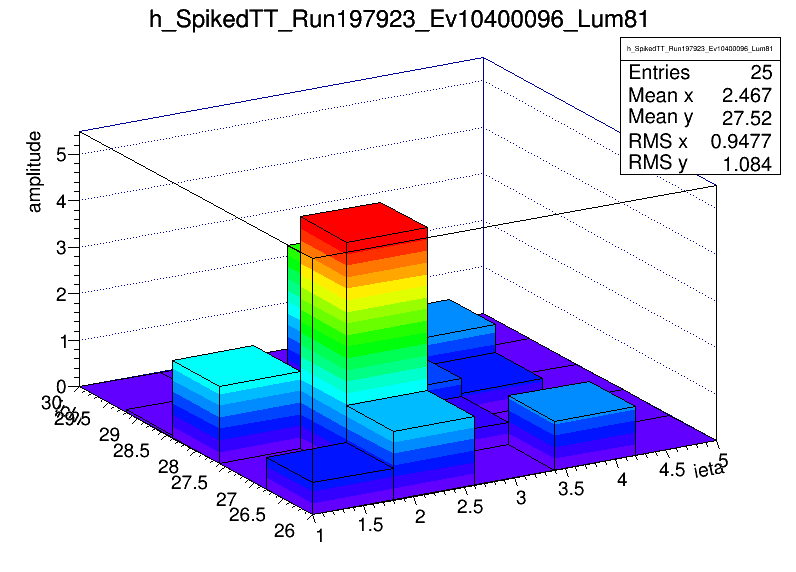 h_SpikedTT_Run197923_Ev10400096_Lum81
h_SpikedTT_Run197923_Ev10400096_Lum81
Entries 25
Mean x 2.467
Mean y 27.52
RMS x 0.9477
RMS y 1.084
amplitude
5
4
3
2
1
0
30
29.5
29
28.5
28
27.5
27
26.5
26
1
1.5
2
2.5
3
3.5
4
4.5
5
ieta